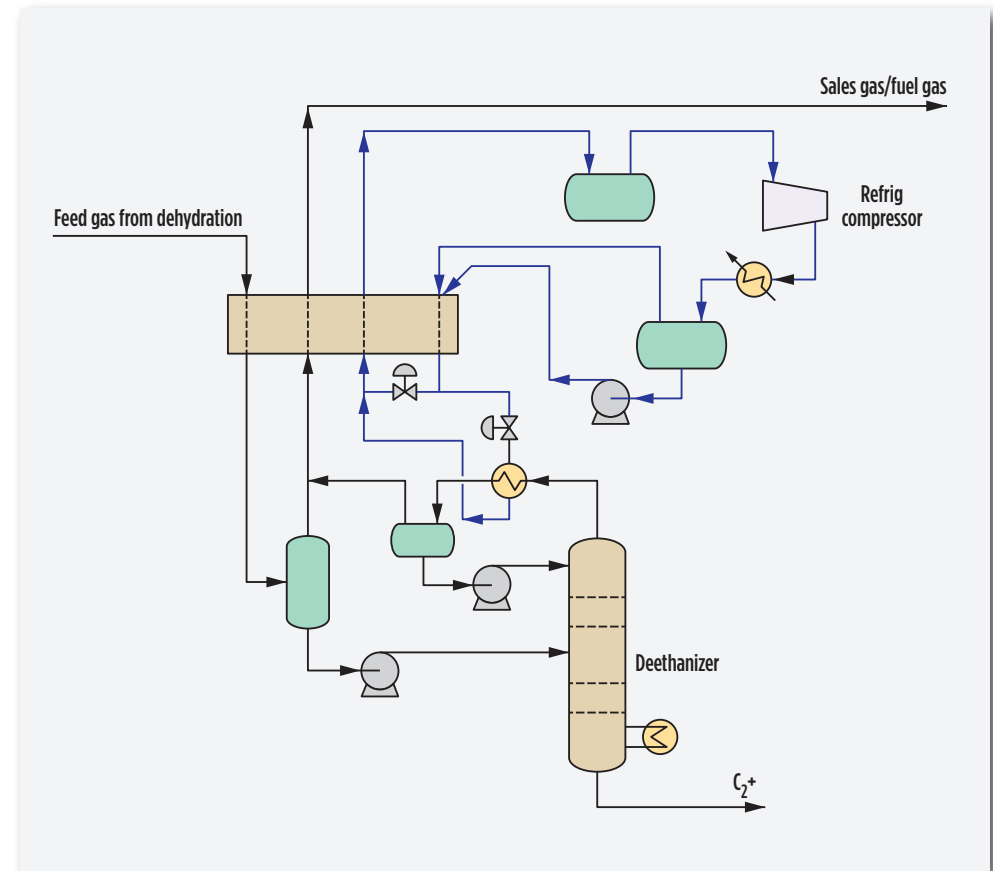 Sales gas/fuel gas
Feed gas from dehydration
Refrig
compressor
Deethanizer
C₂+